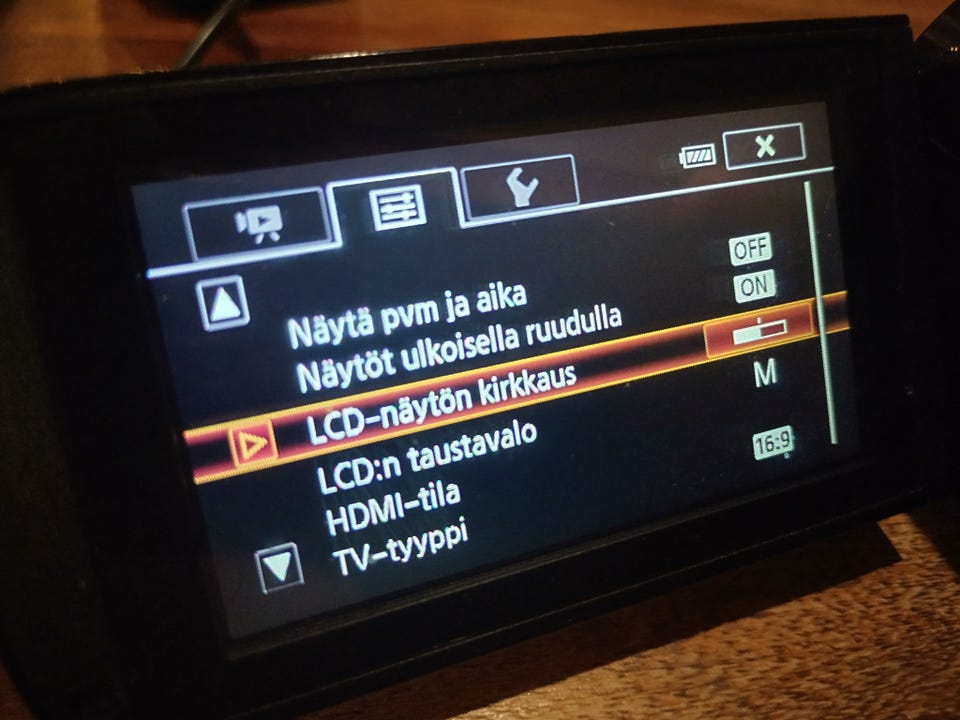 Näytä pvm ja aika OFF
Näytöt ulkoisella ruudulla ON
LCD-näytön kirkkaus
LCD:n taustavalo M
HDMI-tila
TV-tyyppi 16:9